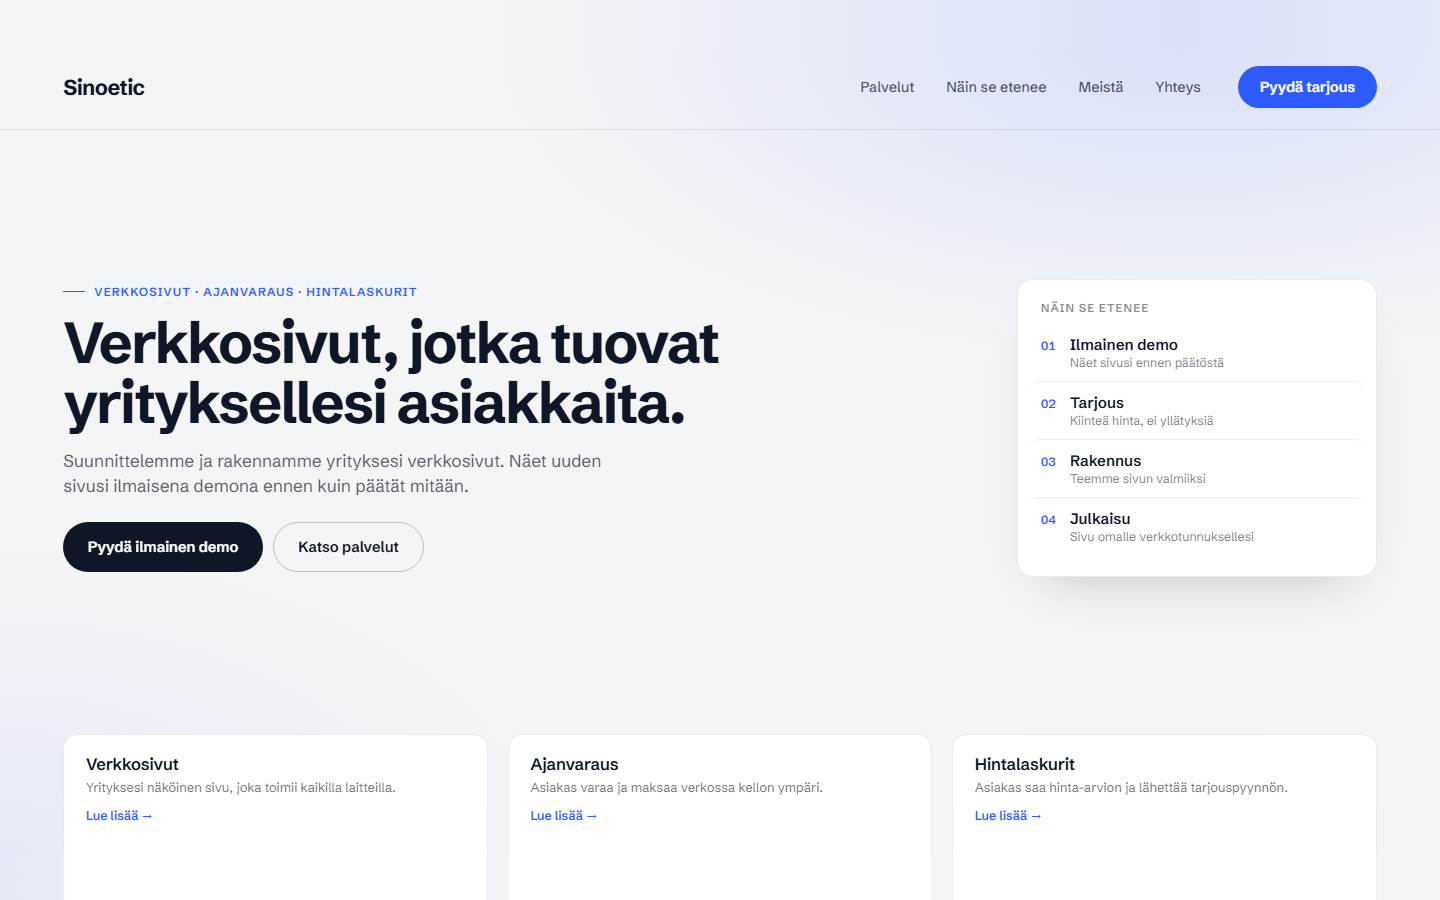 Sinoetic
Palvelut
Näin se etenee
Meistä
Yhteys
Pyydä tarjous
VERKKOSIVUT · AJANVARAUS · HINTALASKURIT
Verkkosivut, jotka tuovat
yrityksellesi asiakkaita.
Suunnittelemme ja rakennamme yrityksesi verkkosivut. Näet uuden
sivusi ilmaisena demona ennen kuin päätät mitään.
Pyydä ilmainen demo
Katso palvelut
NÄIN SE ETENEE
01 Ilmainen demo
Näet sivusi ennen päätöstä
02 Tarjous
Kiinteä hinta, ei yllätyksiä
03 Rakennus
Teemme sivun valmiiksi
04 Julkaisu
Sivu omalle verkkotunnuksellesi
Verkkosivut
Yrityksesi näköinen sivu, joka toimii kaikilla laitteilla.
Lue lisää →
Ajanvaraus
Asiakas varaa ja maksaa verkossa kellon ympäri.
Lue lisää →
Hintalaskurit
Asiakas saa hinta-arvion ja lähettää tarjouspyynnön.
Lue lisää →